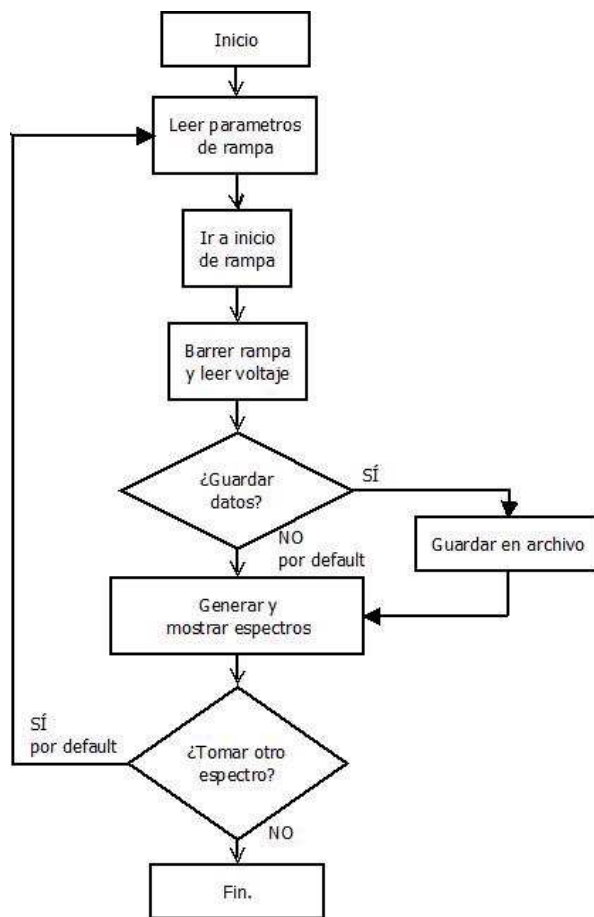 Inicio
Leer parametros
de rampa
Ir a inicio
de rampa
Barrer rampa
y leer voltaje
¿Guardar
datos?
SÍ
NO
por default
Guardar en archivo
Generar y
mostrar espectros
SÍ
por default
¿Tomar otro
espectro?
NO
Fin.